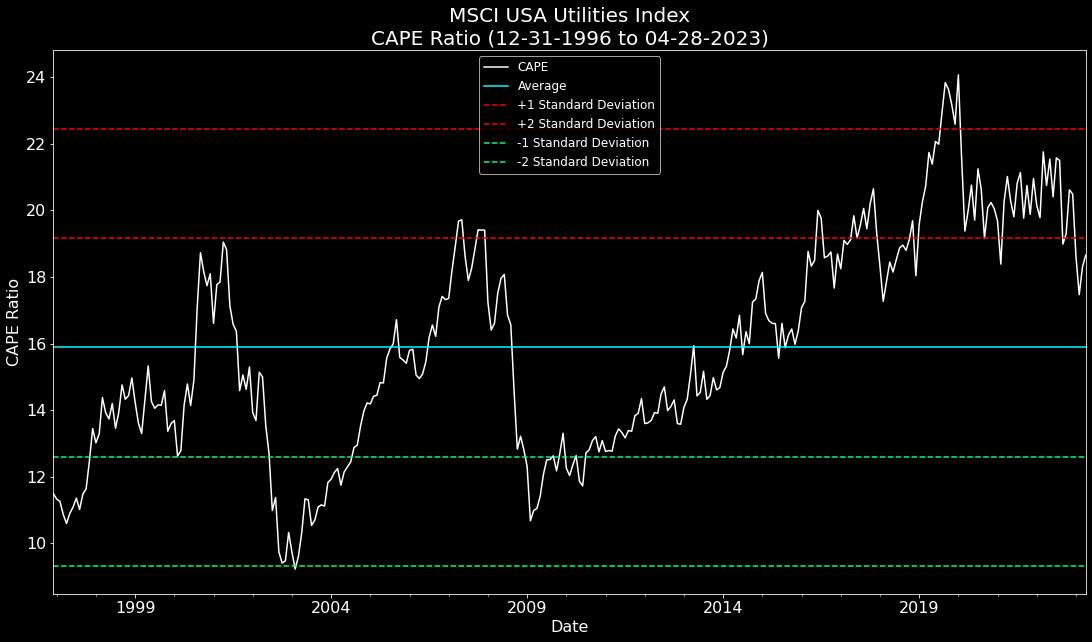 MSCI USA Utilities Index
CAPE Ratio (12-31-1996 to 04-28-2023)
CAPE
Average
+1 Standard Deviation
+2 Standard Deviation
-1 Standard Deviation
-2 Standard Deviation
CAPE Ratio
24
22
20
18
16
14
12
10
1999
2004
2009
2014
2019
Date